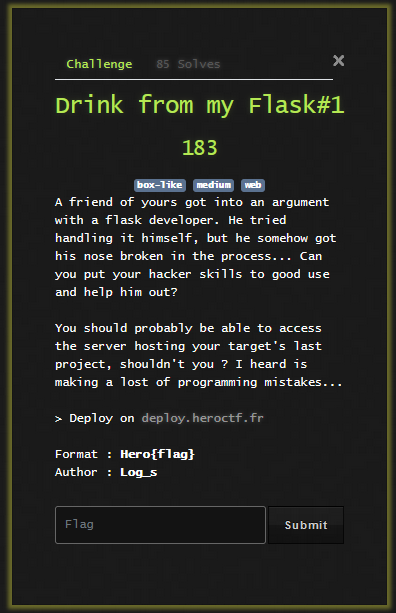 Challenge 85 Solves ×
Drink from my Flask#1
183
box-like medium web
A friend of yours got into an argument
with a flask developer. He tried
handling it himself, but he somehow got
his nose broken in the process... Can
you put your hacker skills to good use
and help him out?
You should probably be able to access
the server hosting your target's last
project, shouldn't you ? I heard is
making a lost of programming mistakes...
> Deploy on deploy.heroctf.fr
Format : Hero{flag}
Author : Log_s
Flag Submit